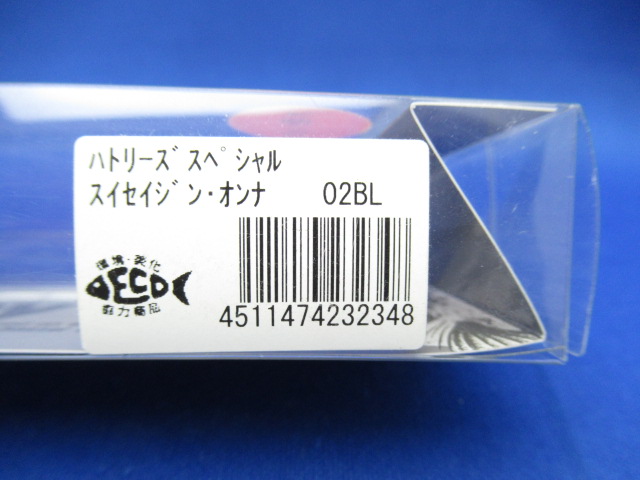 ﾊﾄﾘｰｽﾞｽﾍﾟｼｬﾙ
ｽｲｾｲｼﾞﾝ･ｵﾝﾅ 02BL
環境・美化
ECO
協力商品
4511474232348